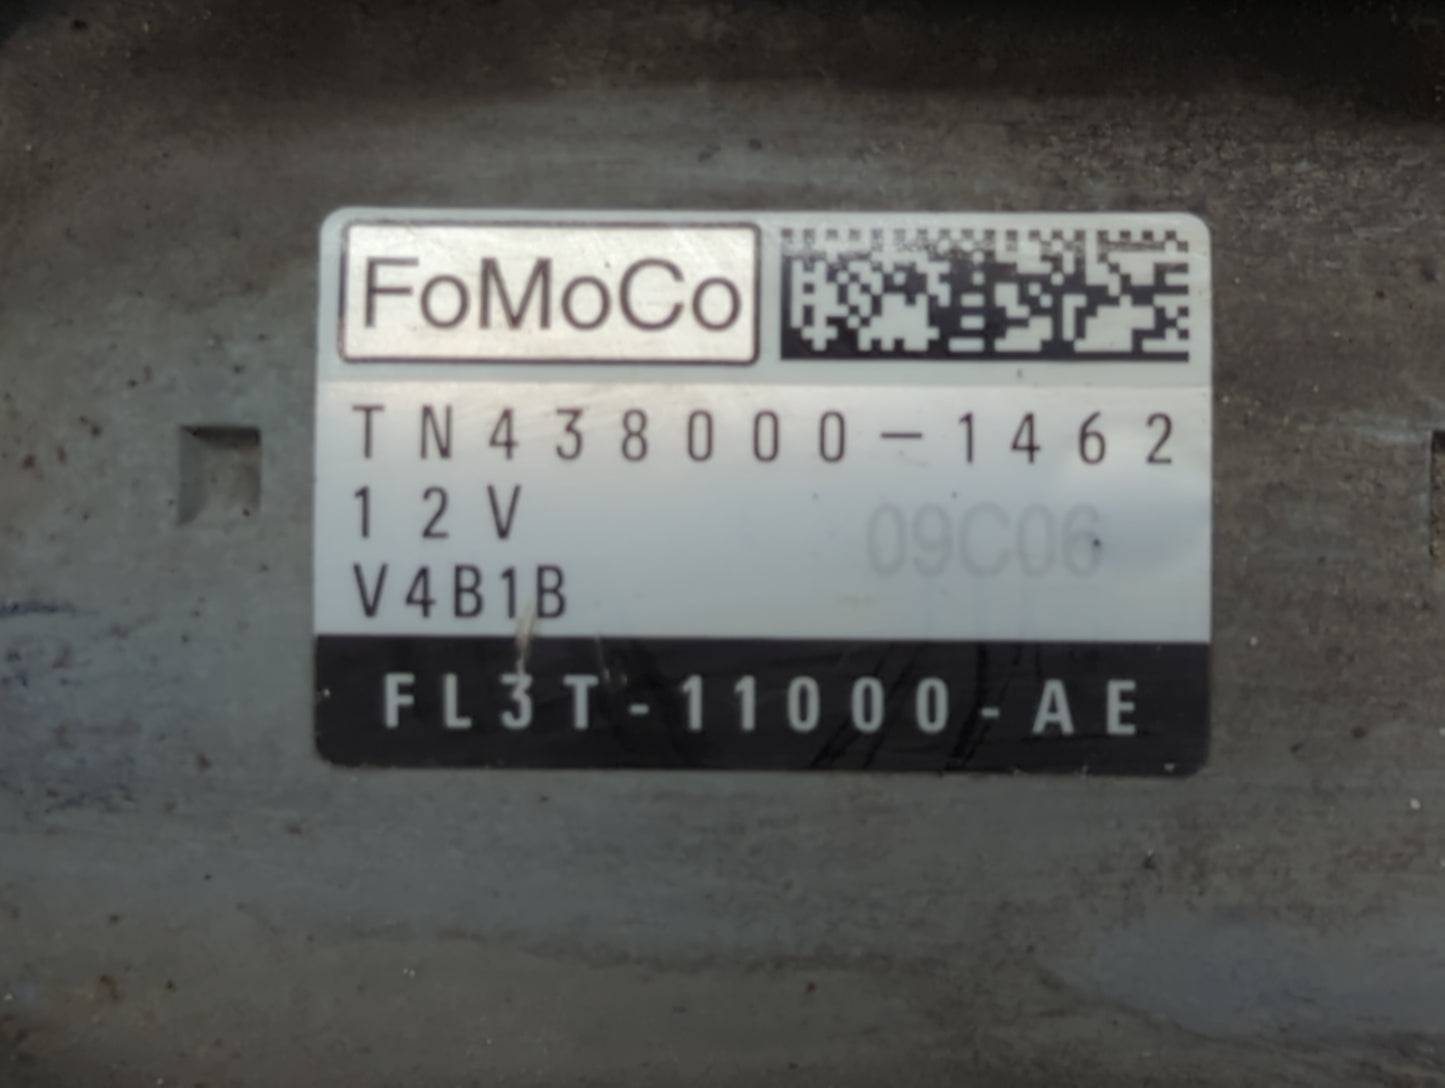 FoMoCo
TN438000-1462
12V
09C06
V4B1B
FL3T-11000-AE